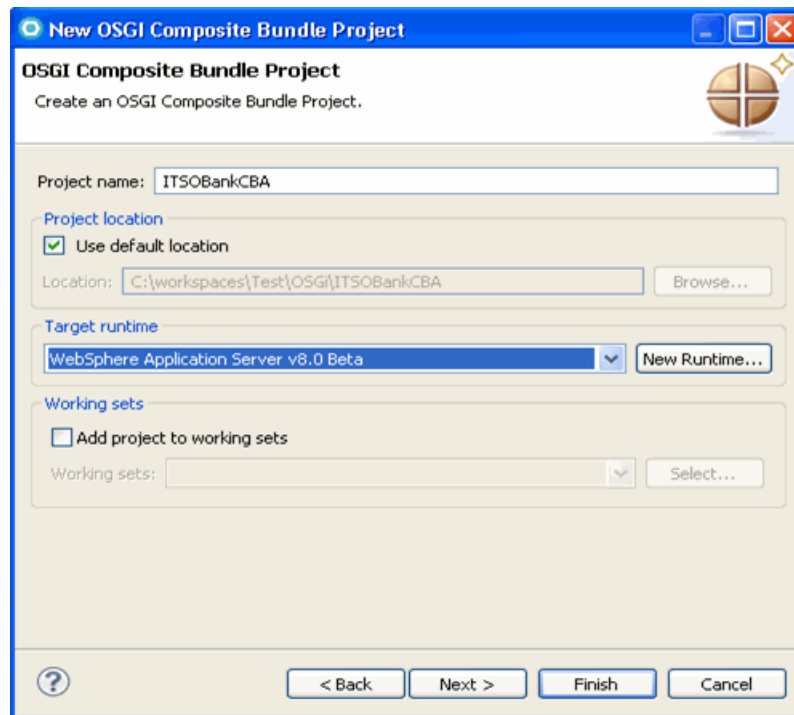 New OSGI Composite Bundle Project
OSGI Composite Bundle Project
Create an OSGI Composite Bundle Project.
Project name: ITSOBankCBA
Project location
Use default location
Location: C:\workspaces\Test\OSGi\ITSOBankCBA Browse...
Target runtime
WebSphere Application Server v8.0 Beta New Runtime...
Working sets
Add project to working sets
Working sets: Select...
? < Back Next > Finish Cancel